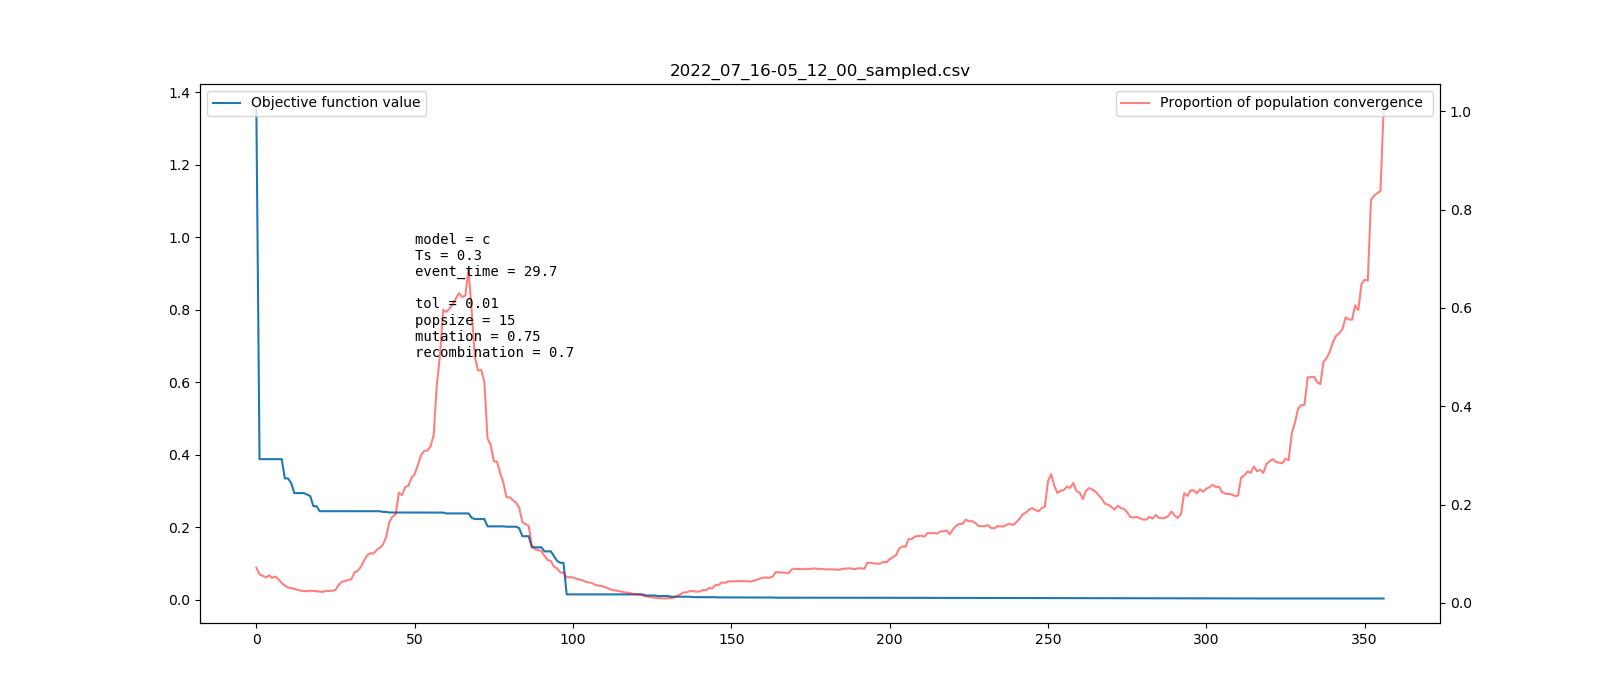 2022_07_16-05_12_00_sampled.csv
Objective function value
Proportion of population convergence
model = c
Ts = 0.3
event_time = 29.7
tol = 0.01
popsize = 15
mutation = 0.75
recombination = 0.7
1.4
1.2
1.0
0.8
0.6
0.4
0.2
0.0
1.0
0.8
0.6
0.4
0.2
0.0
0
50
100
150
200
250
300
350